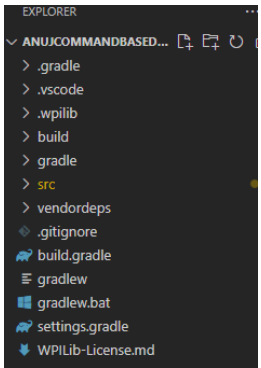 EXPLORER
ANUJCOMMANDBASED...
.gradle
.vscode
.wpilib
build
gradle
src
vendordeps
.gitignore
build.gradle
gradlew
gradlew.bat
settings.gradle
WPILib-License.md